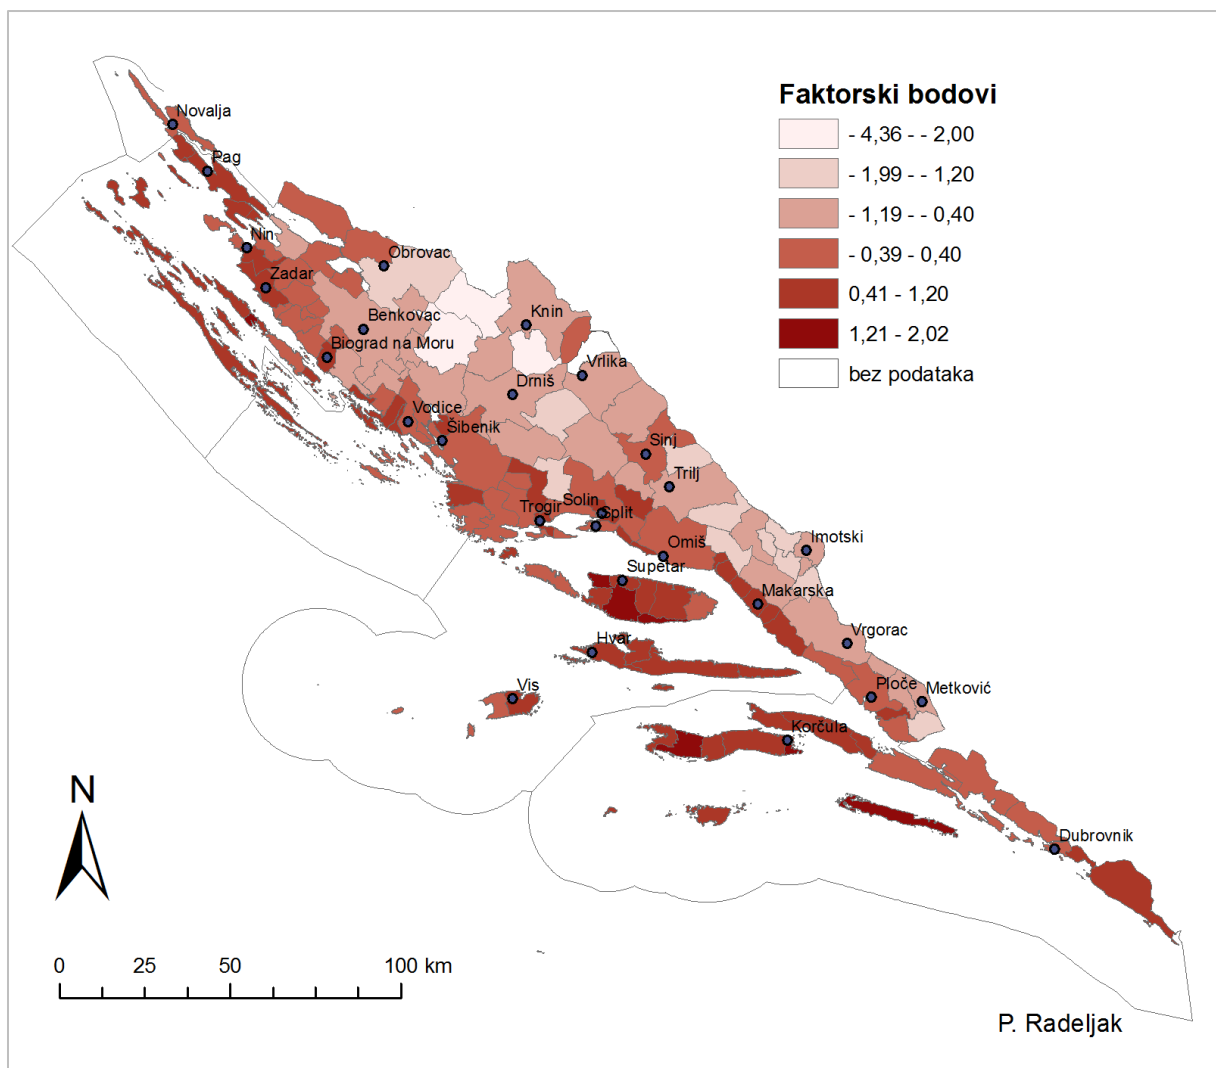 Faktorski bodovi
- 4,36 - - 2,00
- 1,99 - - 1,20
- 1,19 - - 0,40
- 0,39 - 0,40
0,41 - 1,20
1,21 - 2,02
bez podataka
Novalja
Pag
Nin
Obrovac
Zadar
Benkovac
Knin
Biograd na Moru
Vrlika
Drniš
Vodice
Šibenik
Sinj
Trilj
Solin
Trogir
Split
Omiš
Imotski
Supetar
Makarska
Hvar
Vrgorac
Vis
Ploče
Metković
Korčula
Dubrovnik
N
0 25 50 100 km
P. Radeljak